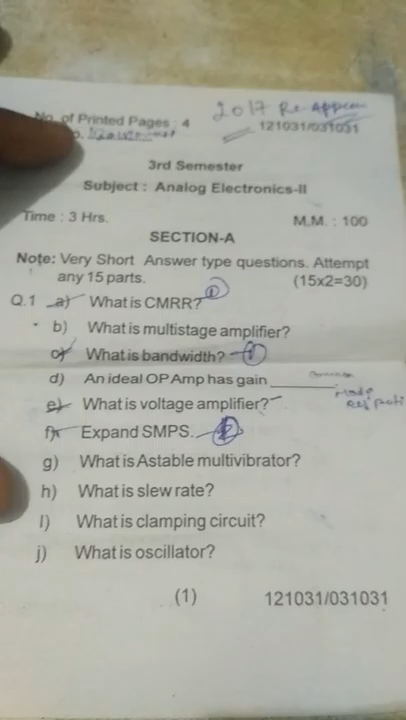 No. of Printed Pages : 4
2017 Re-Appear
121031/031031
3rd Semester
Subject : Analog Electronics-II
Time : 3 Hrs. M.M. : 100
SECTION-A
Note: Very Short Answer type questions. Attempt
any 15 parts. (15x2=30)
Q.1 a) What is CMRR?
b) What is multistage amplifier?
c) What is bandwidth?
d) An ideal OP Amp has gain ______
e) What is voltage amplifier?
f) Expand SMPS.
g) What is Astable multivibrator?
h) What is slew rate?
I) What is clamping circuit?
j) What is oscillator?
(1) 121031/031031